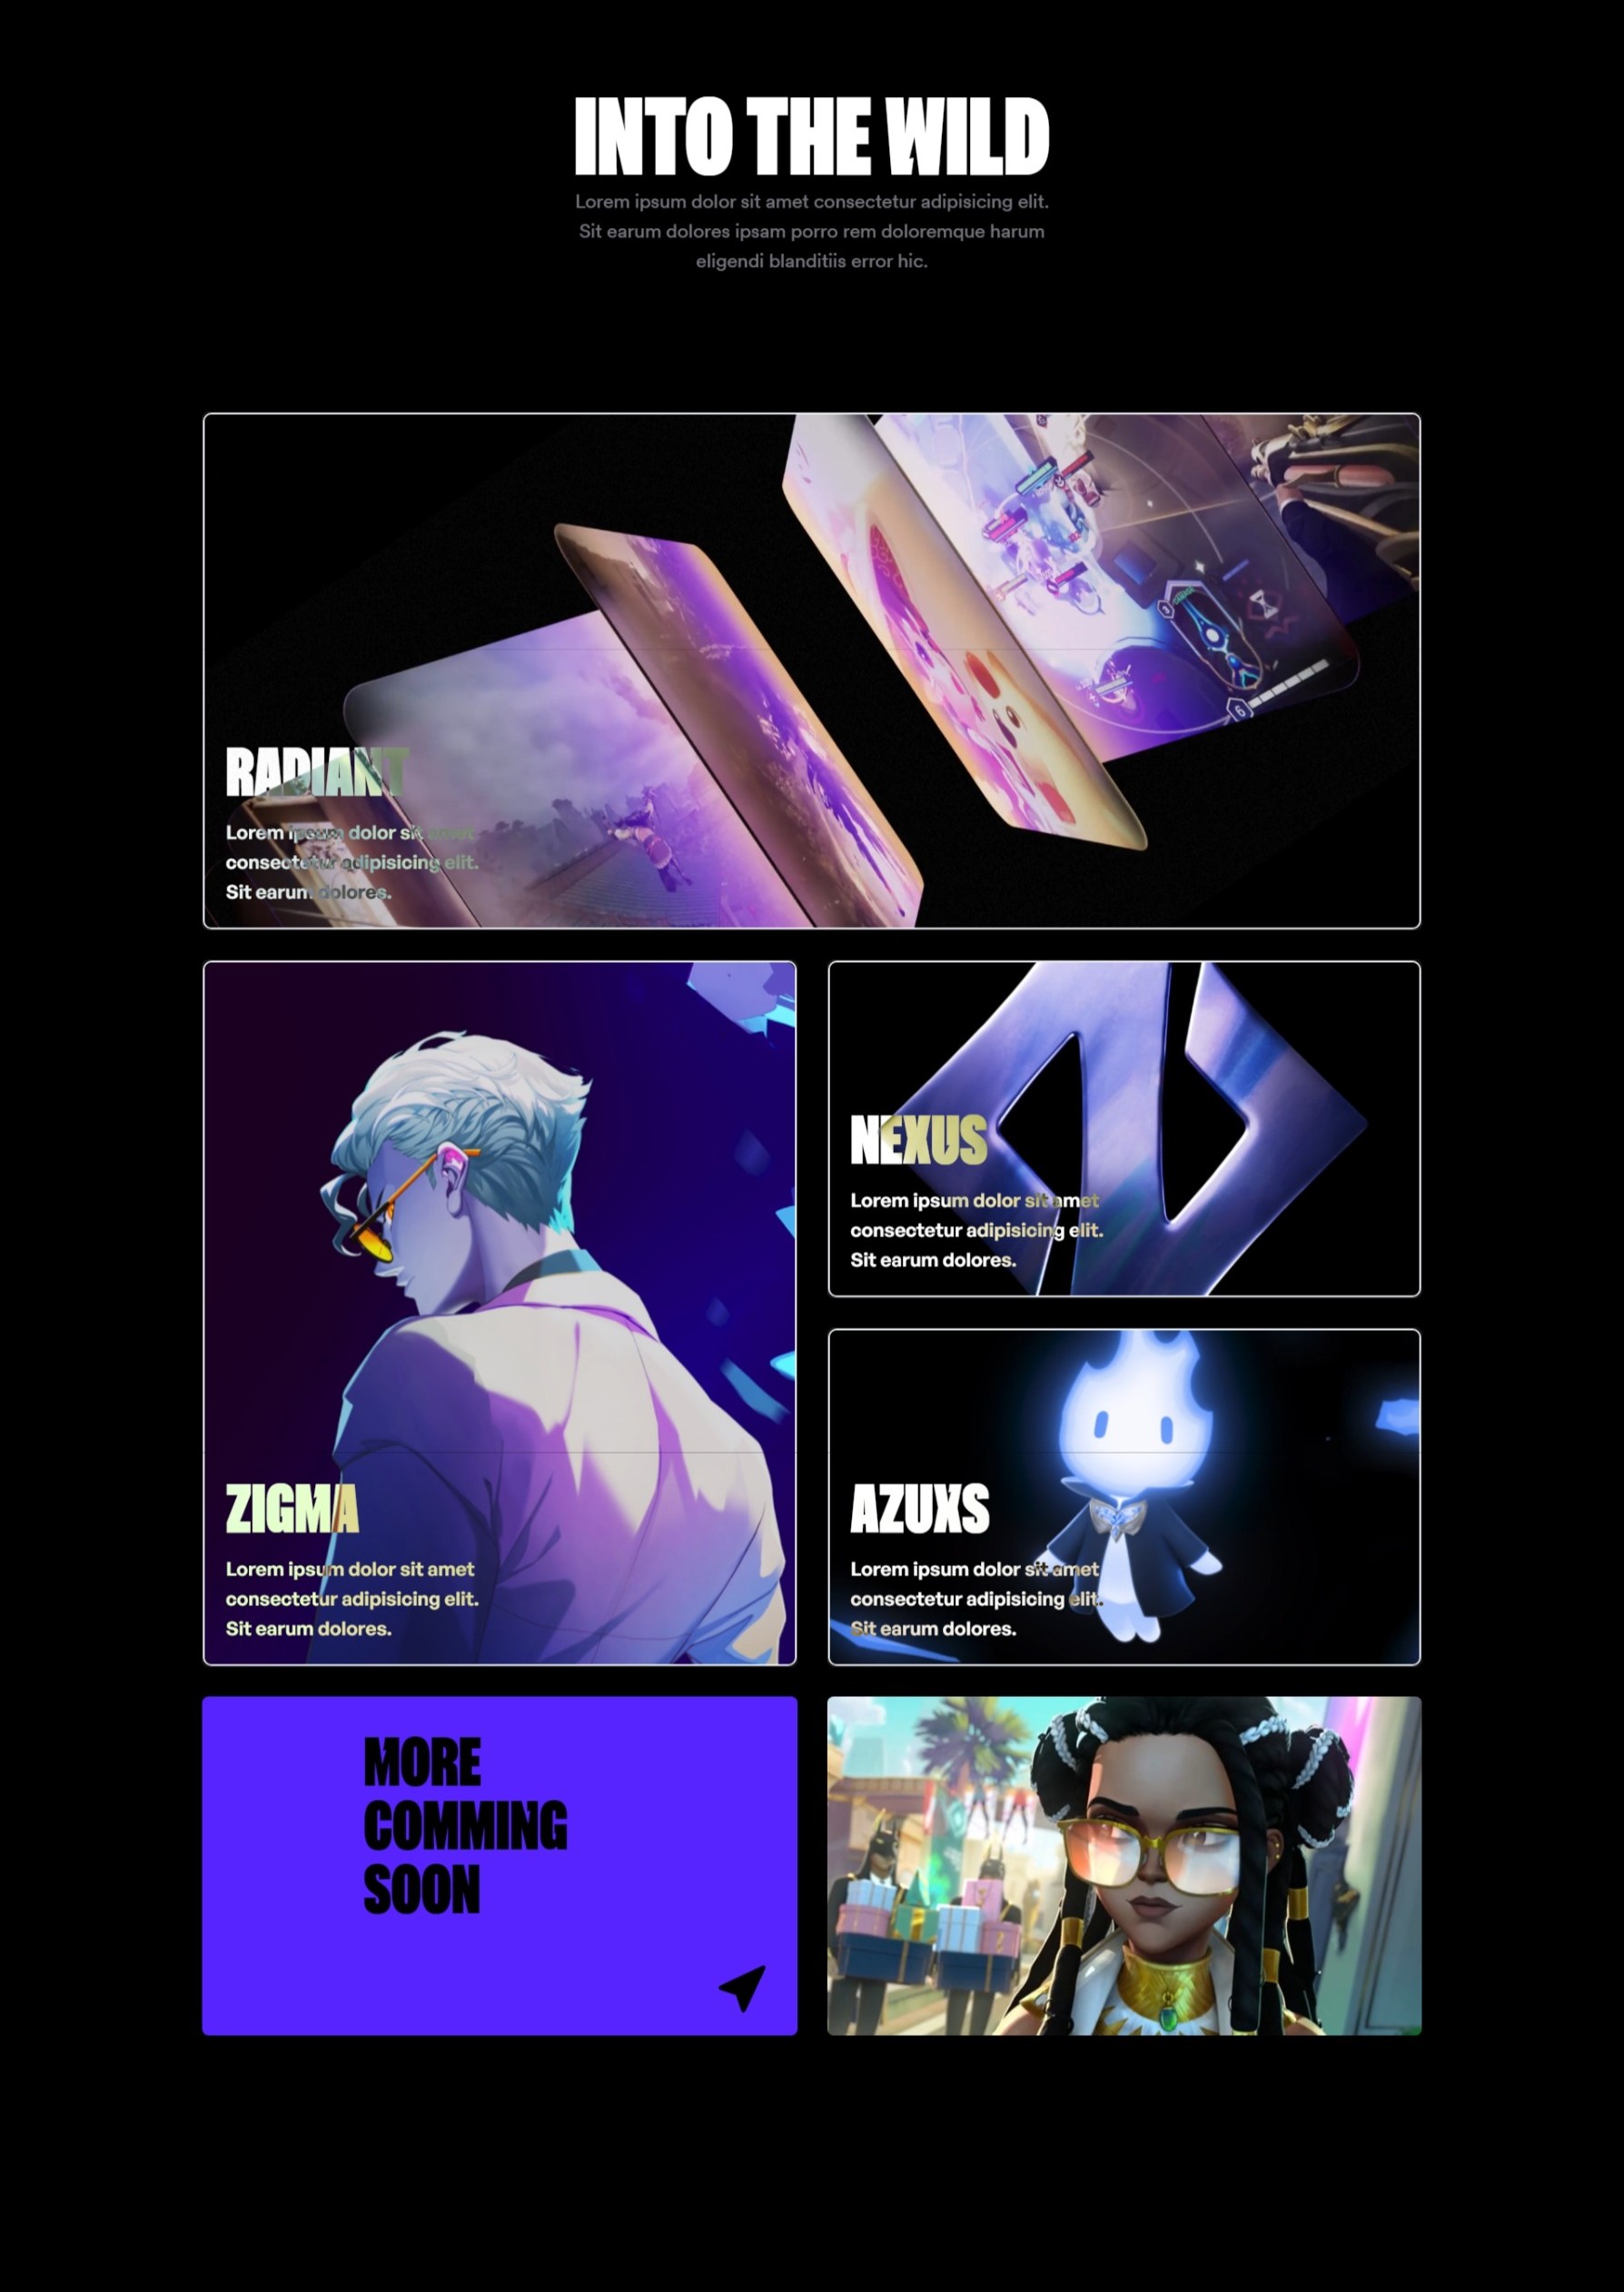 INTO THE WILD
Lorem ipsum dolor sit amet consectetur adipisicing elit.
Sit earum dolores ipsam porro rem doloremque harum
eligendi blanditiis error hic.
RADIANT
Lorem ipsum dolor sit amet
consectetur adipisicing elit.
Sit earum dolores.
ZIGMA
Lorem ipsum dolor sit amet
consectetur adipisicing elit.
Sit earum dolores.
NEXUS
Lorem ipsum dolor sit amet
consectetur adipisicing elit.
Sit earum dolores.
AZUXS
Lorem ipsum dolor sit amet
consectetur adipisicing elit.
Sit earum dolores.
MORE
COMMING
SOON